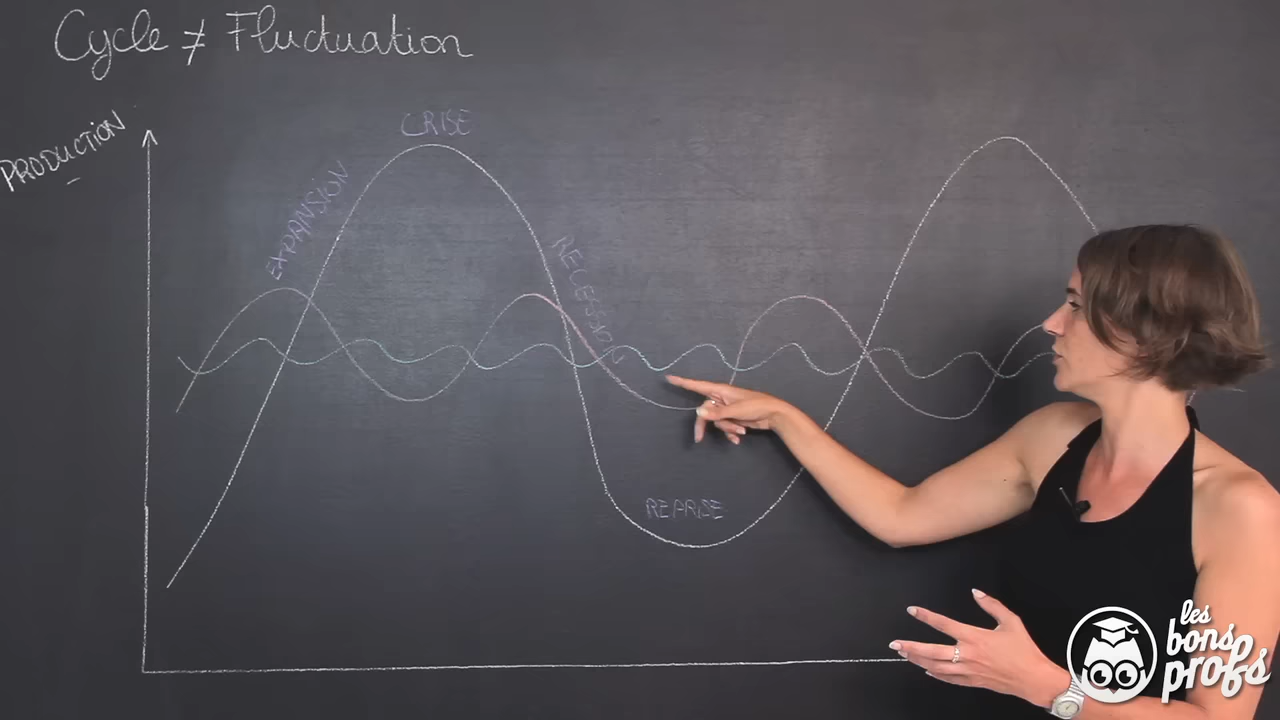 Cycle ≠ Fluctuation
PRODUCTION
CRISE
EXPANSION
RECESSION
REPRISE
les
bons
profs